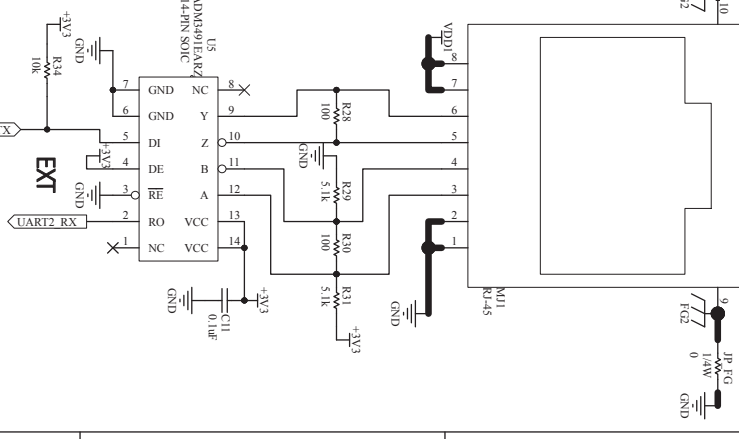 FG2
10
+3V3
R34
10k
GND
ADM3491EARZ
14-PIN SOIC
U5
VDD1
7 GND NC 8
6 GND Y 9
5 DI Z 10
4 DE B 11
3 RE A 12
2 RO VCC 13
1 NC VCC 14
TX
+3V3
EXT
GND
UART2_RX
R28
100
GND
R29
5.1k
R30
100
R31
5.1k
+3V3
GND
C11
0.1uF
+3V3
8
7
6
5
4
3
2
1
GND
MJ1
RJ-45
9
FG2
JP_FG
1/4W
0
GND